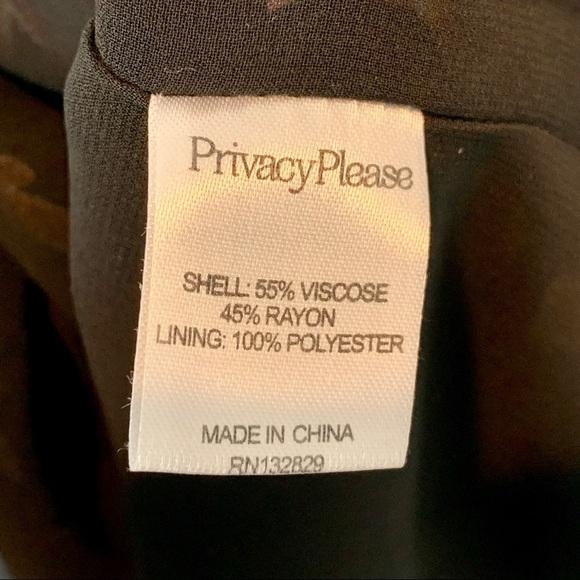 PrivacyPlease
SHELL: 55% VISCOSE
45% RAYON
LINING: 100% POLYESTER
MADE IN CHINA
RN132829